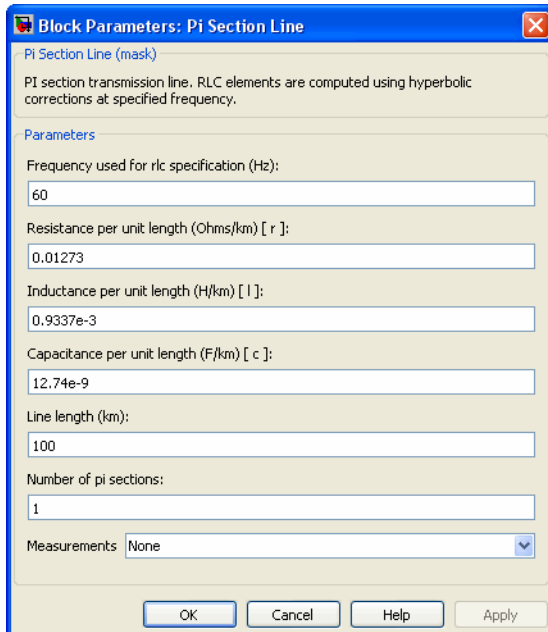 Block Parameters: Pi Section Line
Pi Section Line (mask)
PI section transmission line. RLC elements are computed using hyperbolic
corrections at specified frequency.
Parameters
Frequency used for rlc specification (Hz):
60
Resistance per unit length (Ohms/km) [ r ]:
0.01273
Inductance per unit length (H/km) [ l ]:
0.9337e-3
Capacitance per unit length (F/km) [ c ]:
12.74e-9
Line length (km):
100
Number of pi sections:
1
Measurements None
OK Cancel Help Apply